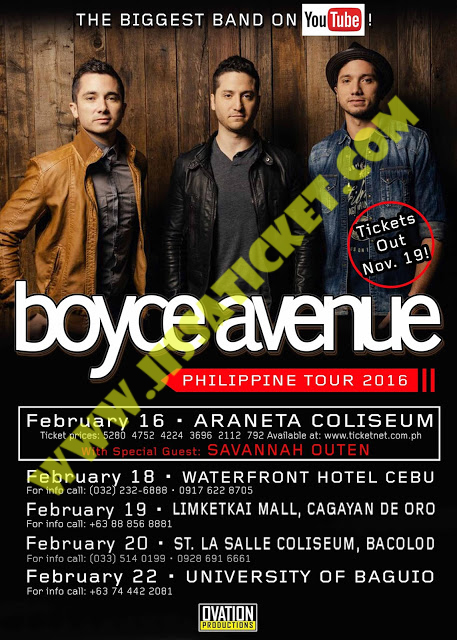 THE BIGGEST BAND ON YouTube!
Tickets
Out
Nov. 19!
boyce avenue
PHILIPPINE TOUR 2016
February 16 • ARANETA COLISEUM
Ticket prices: 5280 4752 4224 3696 2112 792 Available at: www.ticketnet.com.ph
With Special Guest: SAVANNAH OUTEN
February 18 • WATERFRONT HOTEL CEBU
For info call: (032) 232-6888 • 0917 622 8705
February 19 • LIMKETKAI MALL, CAGAYAN DE ORO
For info call: +63 88 856 8881
February 20 • ST. LA SALLE COLISEUM, BACOLOD
For info call: (033) 514 0199 • 0928 691 6661
February 22 • UNIVERSITY OF BAGUIO
For info call: +63 74 442 2081
OVATION
PRODUCTIONS